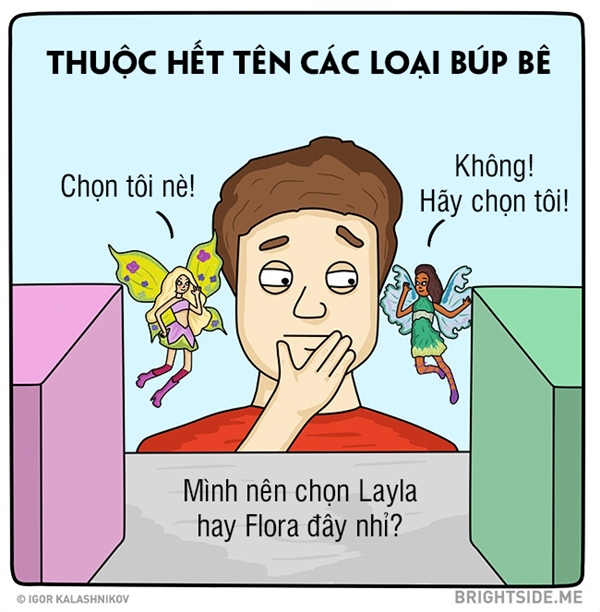 THUỘC HẾT TÊN CÁC LOẠI BÚP BÊ
Chọn tôi nè!
Không!
Hãy chọn tôi!
Mình nên chọn Layla
hay Flora đây nhỉ?
© IGOR KALASHNIKOV
BRIGHTSIDE.ME